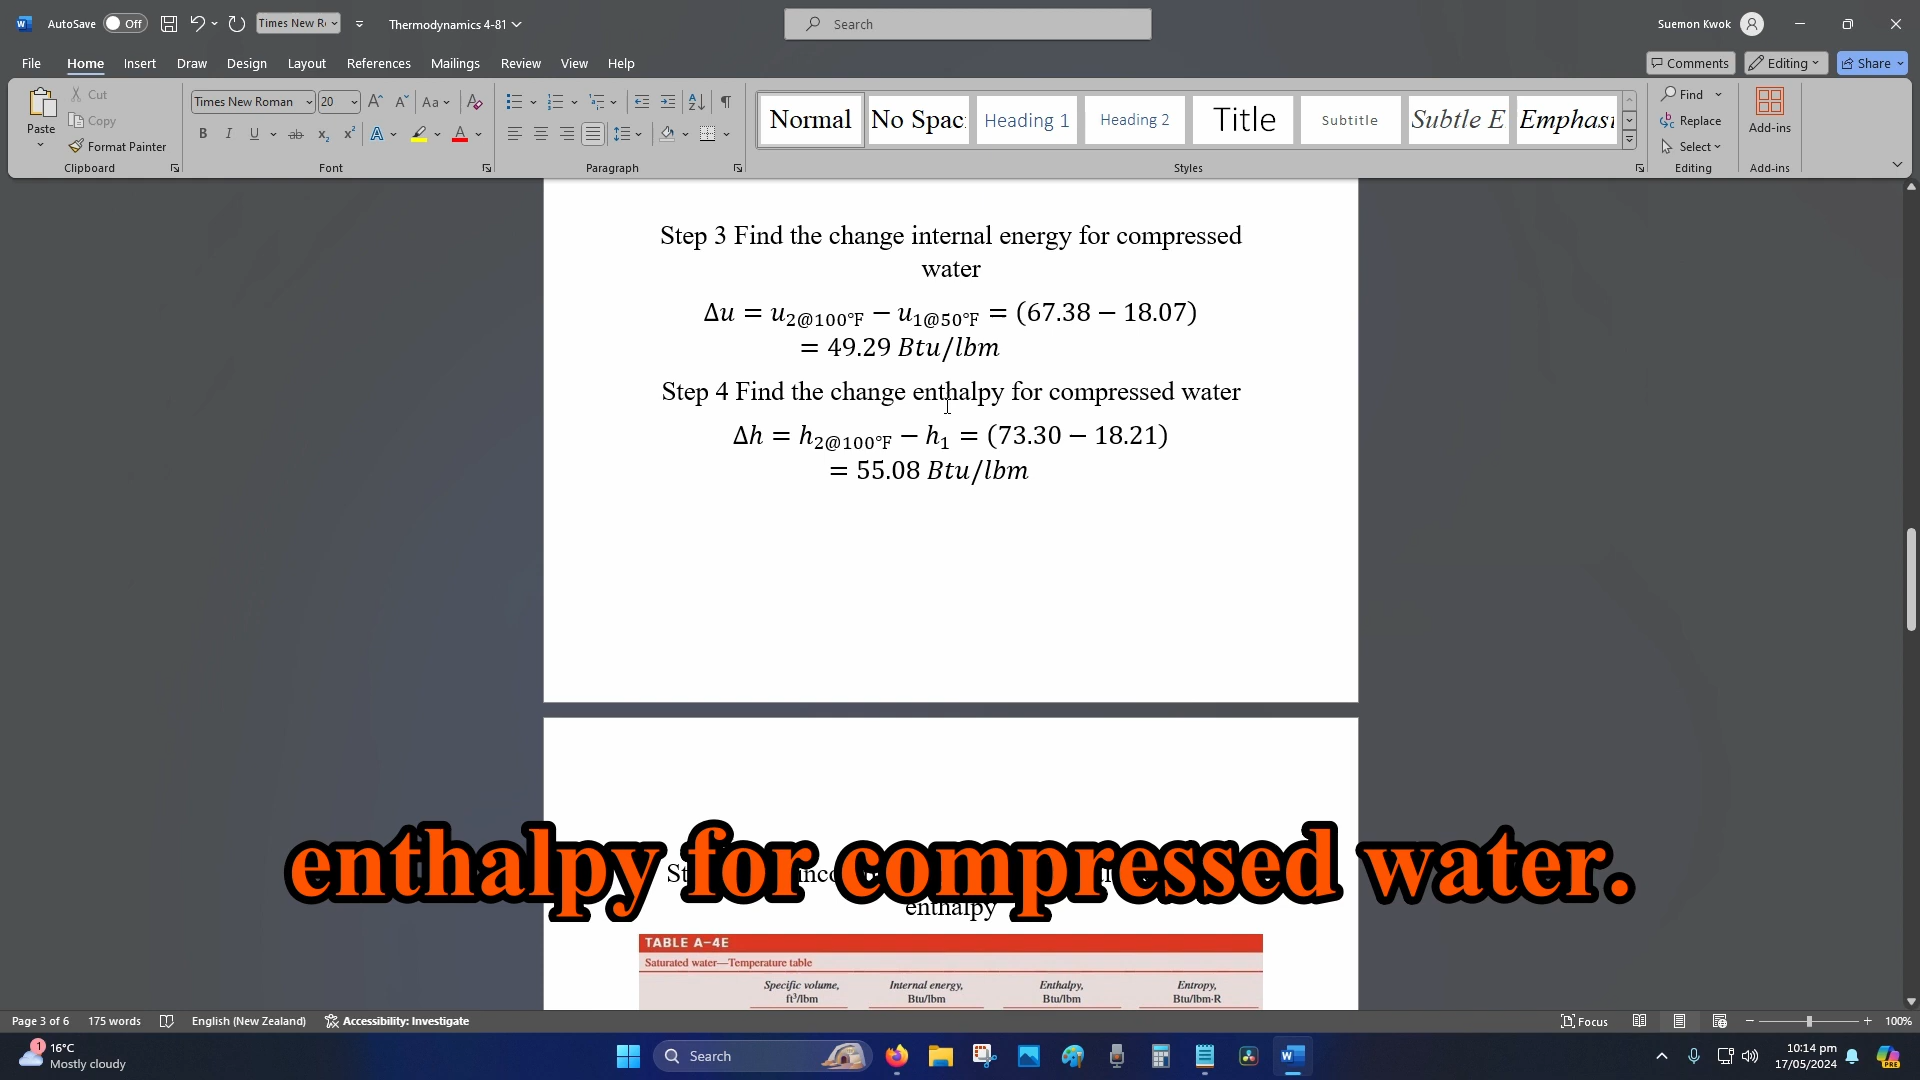 AutoSave Off Times New R Thermodynamics 4-81 Search Suemon Kwok
File Home Insert Draw Design Layout References Mailings Review View Help Comments Editing Share
Paste Cut Copy Format Painter Clipboard
Times New Roman 20 Aa Font
Paragraph
Normal No Spac Heading 1 Heading 2 Title Subtitle Subtle E Emphasi
Styles
Find Replace Select Editing
Add-ins Add-ins
Step 3 Find the change internal energy for compressed
water
Δu = u₂@₁₀₀°F − u₁@₅₀°F = (67.38 − 18.07)
= 49.29 Btu/lbm
Step 4 Find the change enthalpy for compressed water
Δh = h₂@₁₀₀°F − h₁ = (73.30 − 18.21)
= 55.08 Btu/lbm
enthalpy for compressed water.
enthalpy
TABLE A–4E
Saturated water—Temperature table
Specific volume, Internal energy, Enthalpy, Entropy,
ft³/lbm Btu/lbm Btu/lbm Btu/lbm·R
Page 3 of 6 175 words English (New Zealand) Accessibility: Investigate Focus 100%
1 16°C
Mostly cloudy
Search
10:14 pm
17/05/2024
PRE